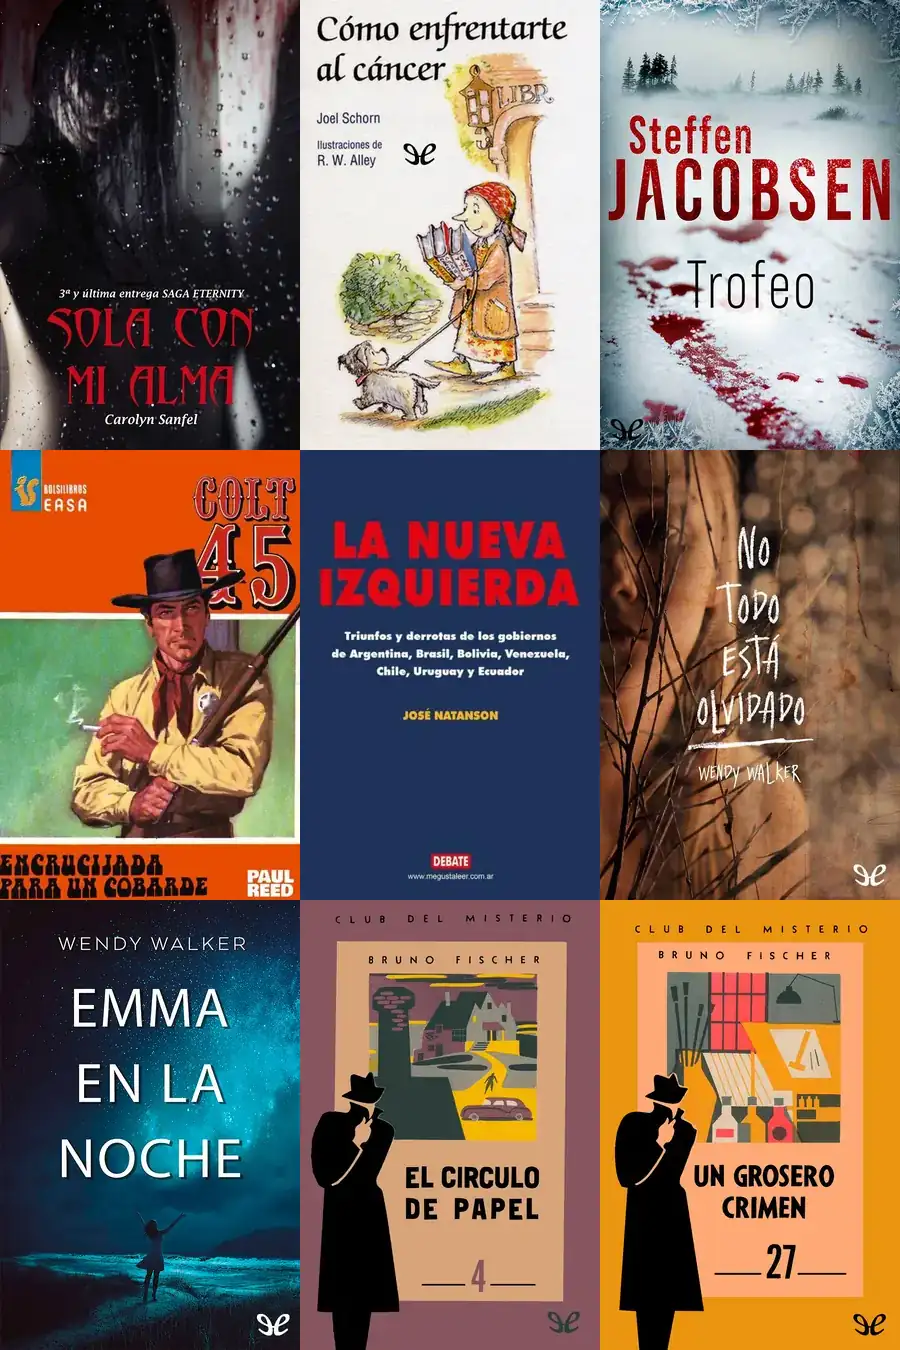 3ª y última entrega SAGA ETERNITY
SOLA CON
MI ALMA
Carolyn Sanfel
Cómo enfrentarte
al cáncer
Joel Schorn
Ilustraciones de
R. W. Alley
LIBR
Steffen
JACOBSEN
Trofeo
BOLSILIBROS
EASA
COLT
45
ENCRUCIJADA
PARA UN COBARDE
PAUL
REED
LA NUEVA
IZQUIERDA
Triunfos y derrotas de los gobiernos
de Argentina, Brasil, Bolivia, Venezuela,
Chile, Uruguay y Ecuador
JOSÉ NATANSON
DEBATE
www.megustaleer.com.ar
NO
TODO
ESTÁ
OLVIDADO
WENDY WALKER
WENDY WALKER
EMMA
EN LA
NOCHE
CLUB DEL MISTERIO
BRUNO FISCHER
EL CIRCULO
DE PAPEL
4
CLUB DEL MISTERIO
BRUNO FISCHER
UN GROSERO
CRIMEN
27